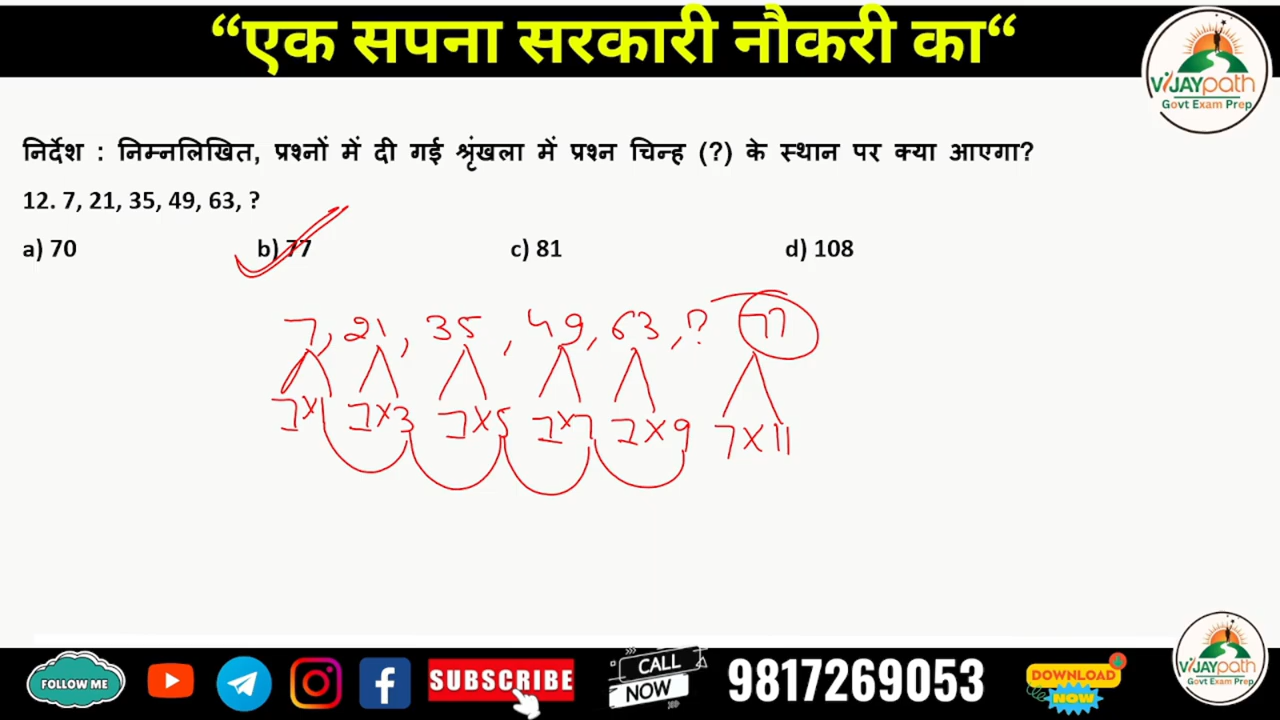 “एक सपना सरकारी नौकरी का“
VIJAYpath
Govt Exam Prep
निर्देश : निम्नलिखित, प्रश्नों में दी गई श्रृंखला में प्रश्न चिन्ह (?) के स्थान पर क्या आएगा?
12. 7, 21, 35, 49, 63, ?
a) 70 b) 77 c) 81 d) 108
7, 21, 35, 49, 63, ? 77
7×1 7×3 7×5 7×7 7×9 7×11
VIJAYpath
Govt Exam Prep
FOLLOW ME SUBSCRIBE CALL NOW 9817269053 DOWNLOAD NOW